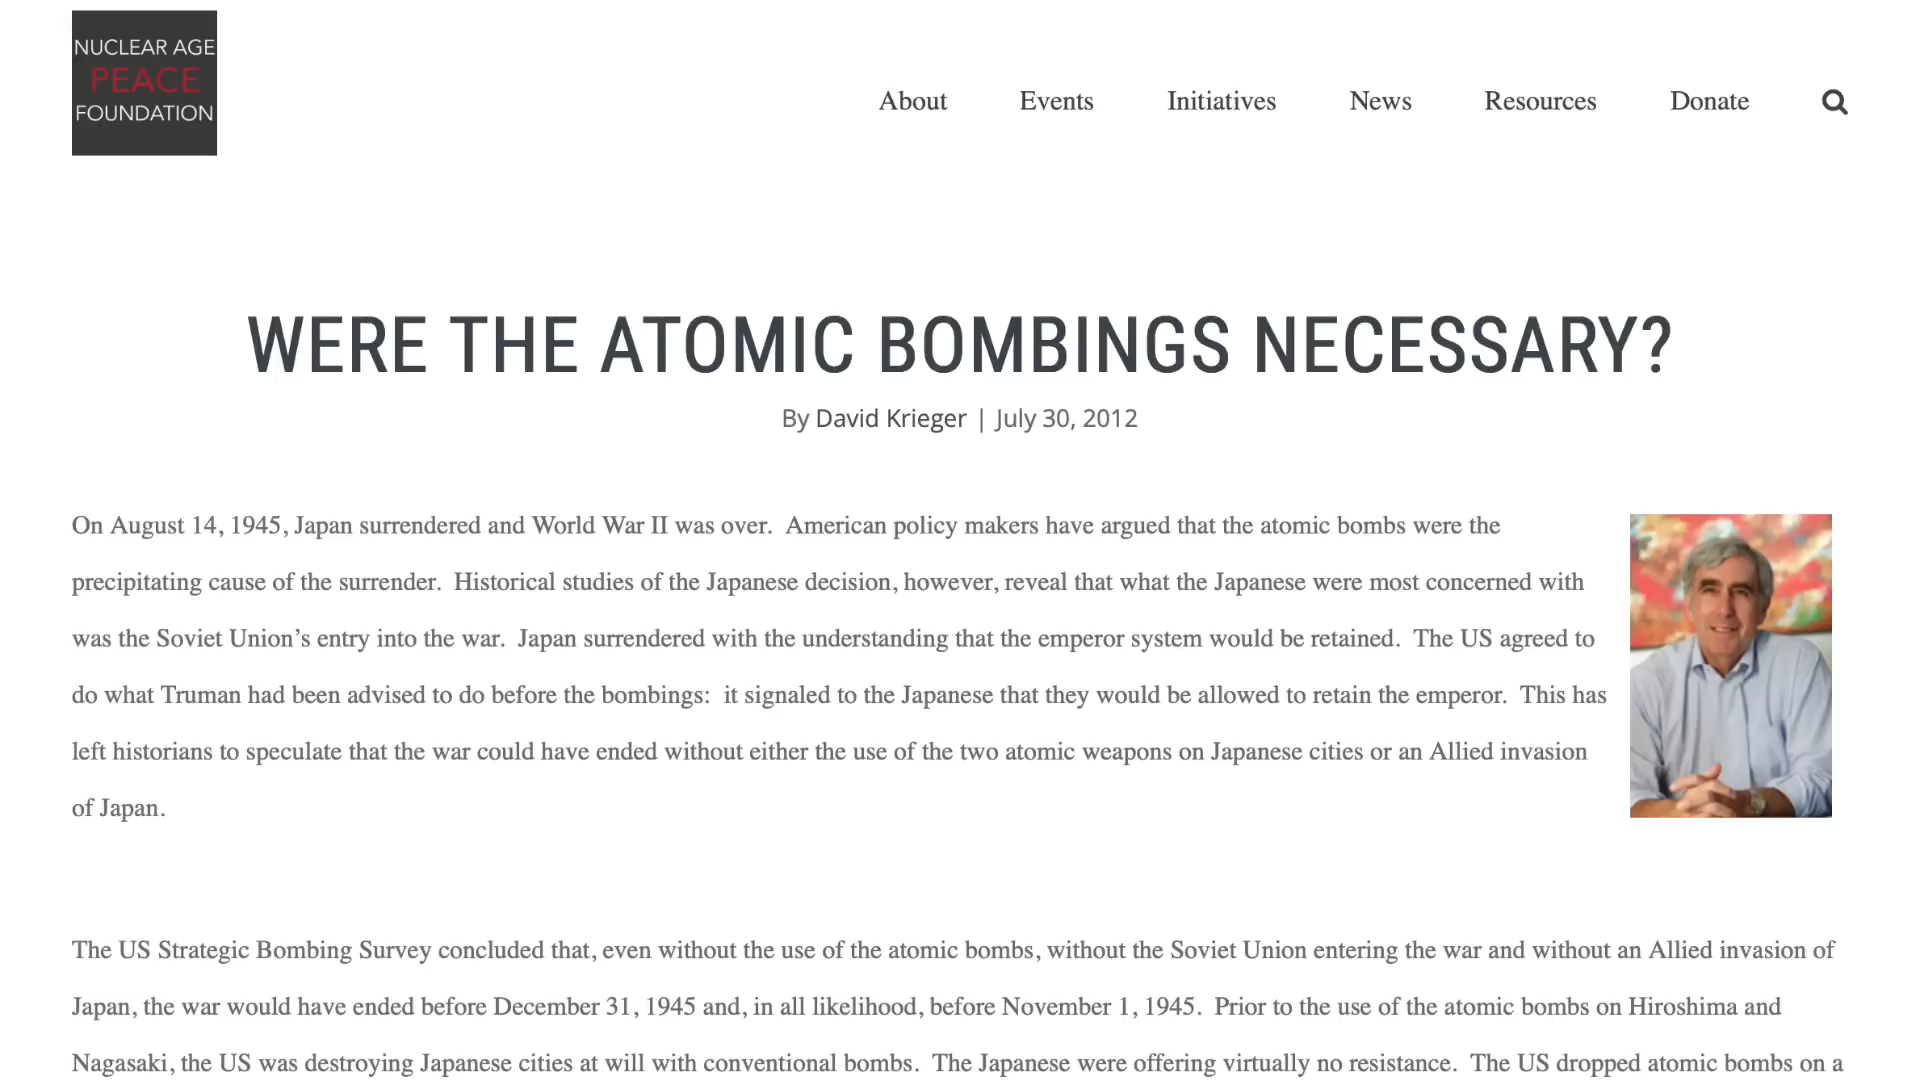 NUCLEAR AGE
PEACE
FOUNDATION
About Events Initiatives News Resources Donate
WERE THE ATOMIC BOMBINGS NECESSARY?
By David Krieger | July 30, 2012
On August 14, 1945, Japan surrendered and World War II was over.  American policy makers have argued that the atomic bombs were the
precipitating cause of the surrender.  Historical studies of the Japanese decision, however, reveal that what the Japanese were most concerned with
was the Soviet Union’s entry into the war.  Japan surrendered with the understanding that the emperor system would be retained.  The US agreed to
do what Truman had been advised to do before the bombings:  it signaled to the Japanese that they would be allowed to retain the emperor.  This has
left historians to speculate that the war could have ended without either the use of the two atomic weapons on Japanese cities or an Allied invasion
of Japan.
The US Strategic Bombing Survey concluded that, even without the use of the atomic bombs, without the Soviet Union entering the war and without an Allied invasion of
Japan, the war would have ended before December 31, 1945 and, in all likelihood, before November 1, 1945.  Prior to the use of the atomic bombs on Hiroshima and
Nagasaki, the US was destroying Japanese cities at will with conventional bombs.  The Japanese were offering virtually no resistance.  The US dropped atomic bombs on a